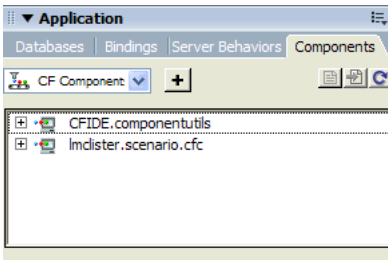 Application
Databases Bindings Server Behaviors Components
CF Component
CFIDE.componentutils
lmclister.scenario.cfc